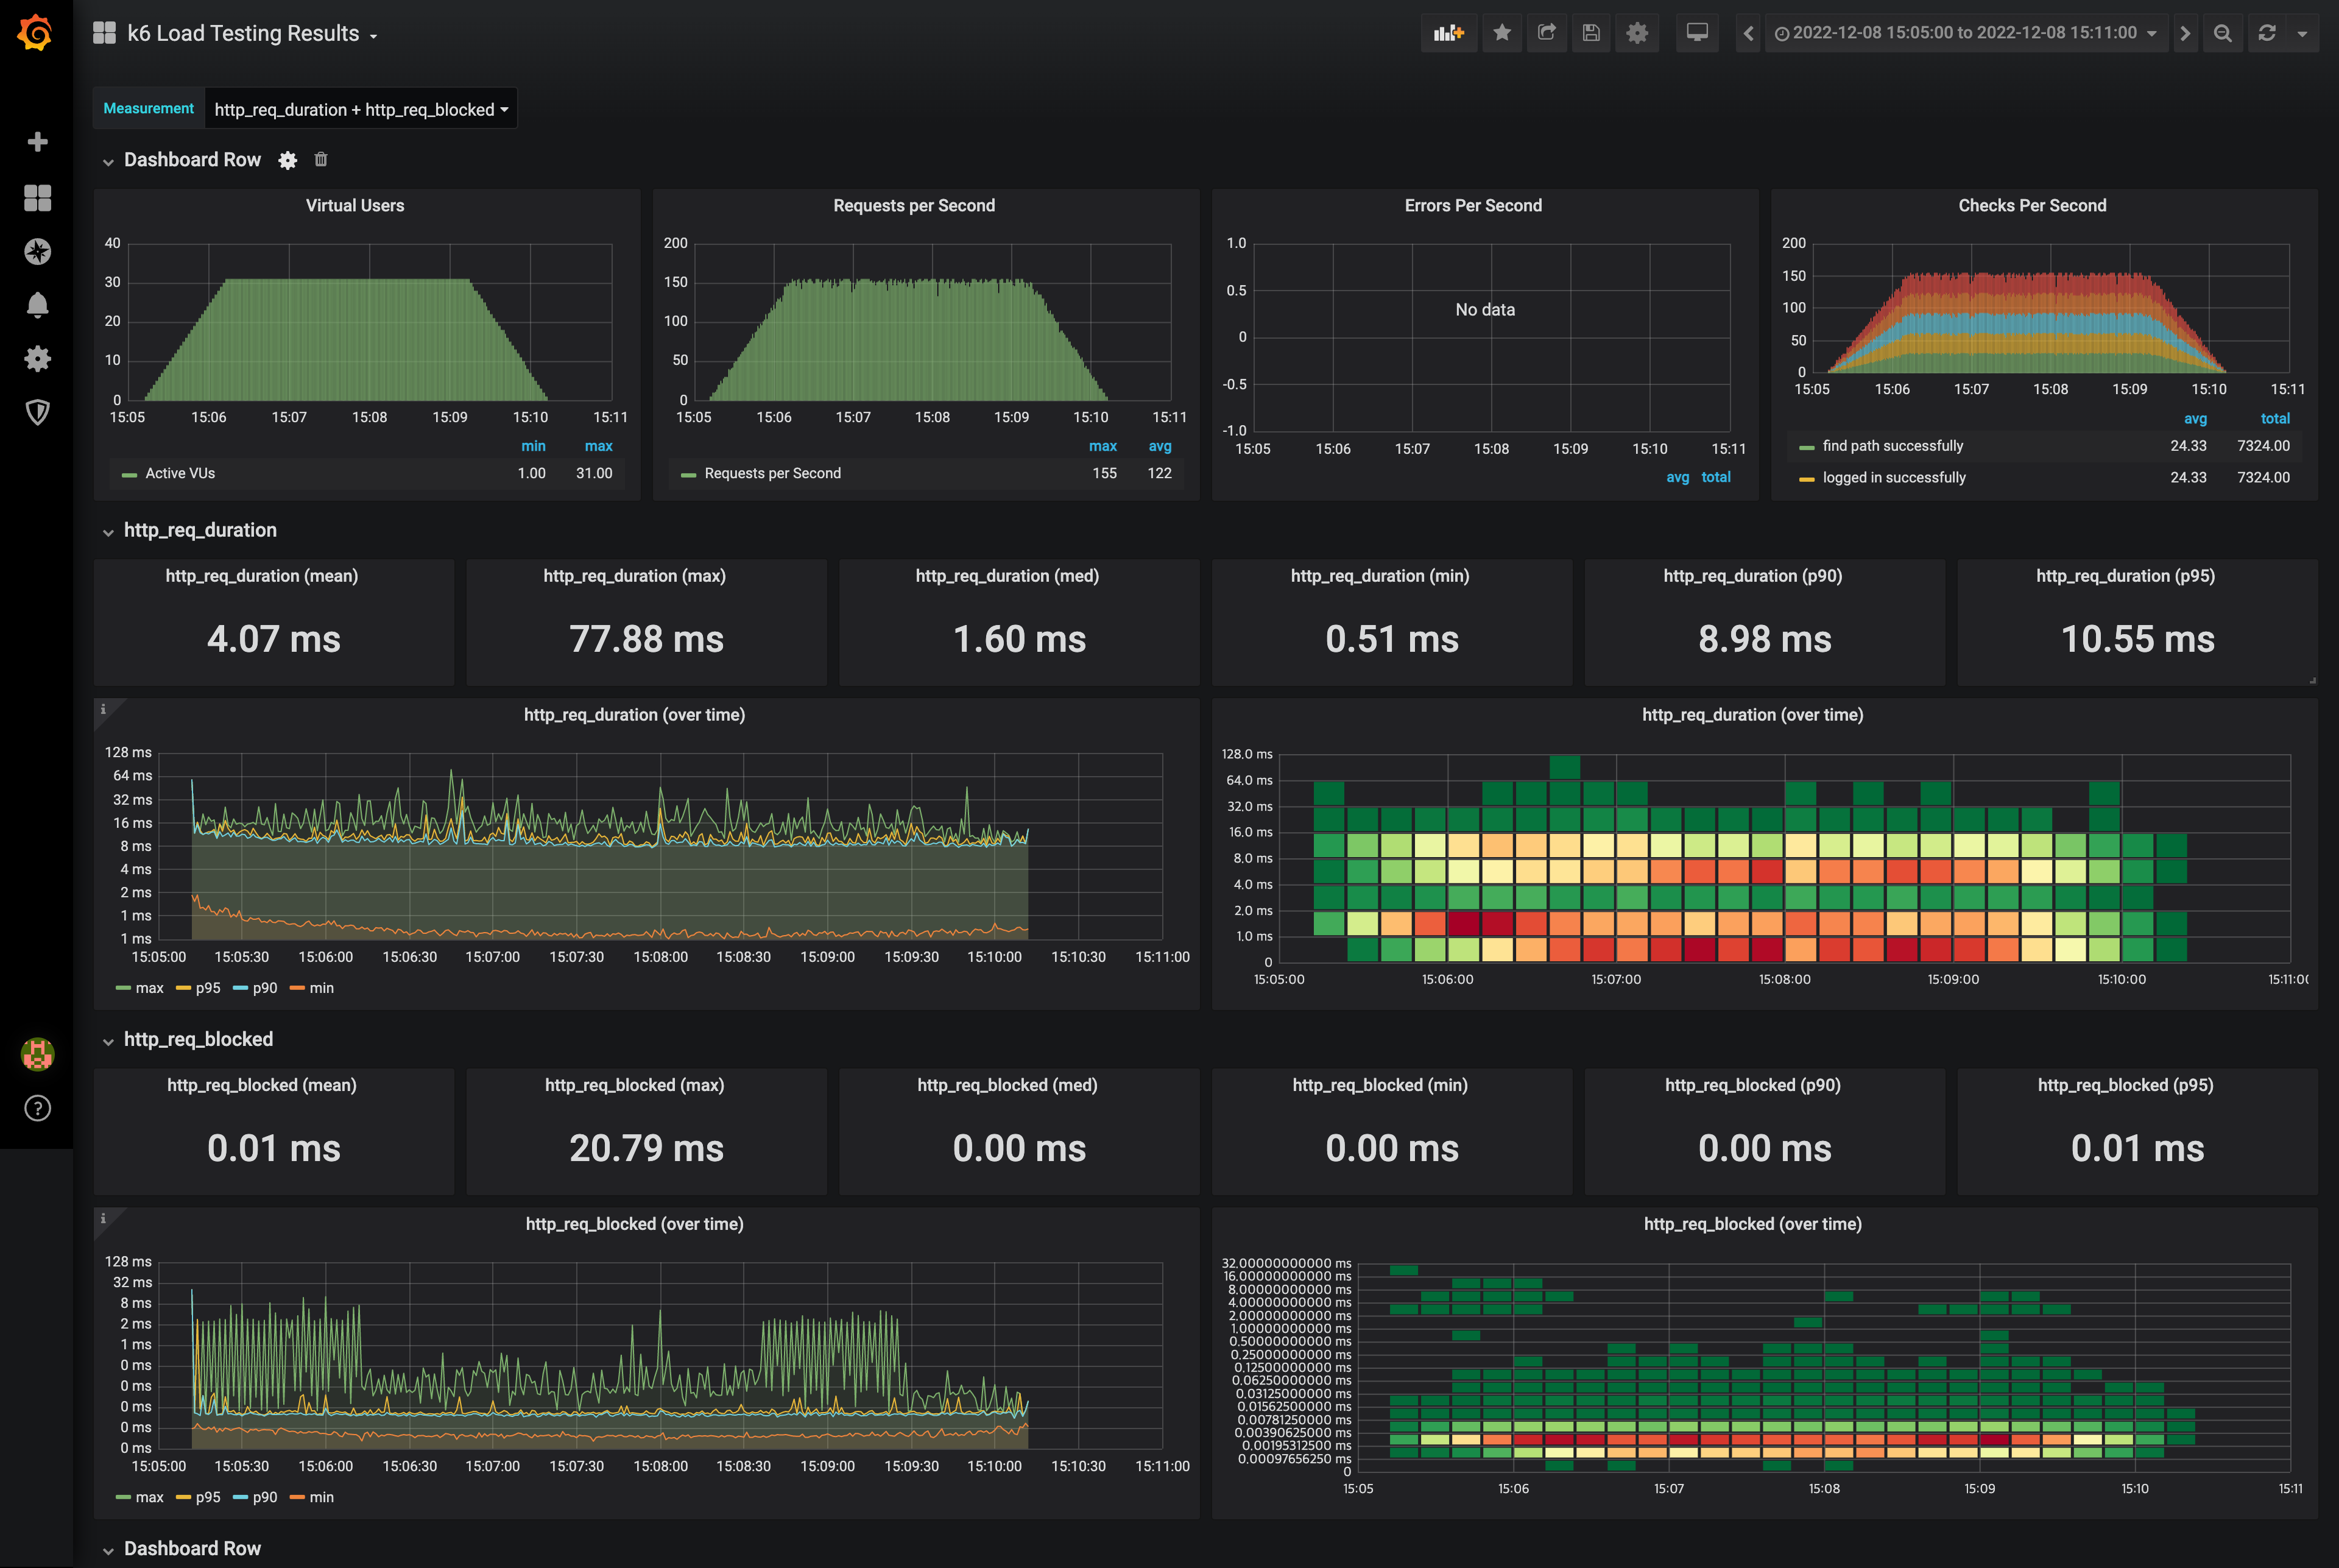 k6 Load Testing Results
2022-12-08 15:05:00 to 2022-12-08 15:11:00
Measurement http_req_duration + http_req_blocked
Dashboard Row
Virtual Users
40
30
20
10
0
15:05 15:06 15:07 15:08 15:09 15:10 15:11
min max
Active VUs 1.00 31.00
Requests per Second
200
150
100
50
0
15:05 15:06 15:07 15:08 15:09 15:10 15:11
max avg
Requests per Second 155 122
Errors Per Second
1.0
0.5
0
-0.5
-1.0
No data
15:05 15:06 15:07 15:08 15:09 15:10 15:11
avg total
Checks Per Second
200
150
100
50
0
15:05 15:06 15:07 15:08 15:09 15:10 15:11
avg total
find path successfully 24.33 7324.00
logged in successfully 24.33 7324.00
http_req_duration
http_req_duration (mean)
4.07 ms
http_req_duration (max)
77.88 ms
http_req_duration (med)
1.60 ms
http_req_duration (min)
0.51 ms
http_req_duration (p90)
8.98 ms
http_req_duration (p95)
10.55 ms
http_req_duration (over time)
128 ms
64 ms
32 ms
16 ms
8 ms
4 ms
2 ms
1 ms
1 ms
15:05:00 15:05:30 15:06:00 15:06:30 15:07:00 15:07:30 15:08:00 15:08:30 15:09:00 15:09:30 15:10:00 15:10:30 15:11:00
max p95 p90 min
http_req_duration (over time)
128.0 ms
64.0 ms
32.0 ms
16.0 ms
8.0 ms
4.0 ms
2.0 ms
1.0 ms
0
15:05:00 15:06:00 15:07:00 15:08:00 15:09:00 15:10:00 15:11:00
http_req_blocked
http_req_blocked (mean)
0.01 ms
http_req_blocked (max)
20.79 ms
http_req_blocked (med)
0.00 ms
http_req_blocked (min)
0.00 ms
http_req_blocked (p90)
0.00 ms
http_req_blocked (p95)
0.01 ms
http_req_blocked (over time)
128 ms
32 ms
8 ms
2 ms
1 ms
0 ms
0 ms
0 ms
0 ms
0 ms
15:05:00 15:05:30 15:06:00 15:06:30 15:07:00 15:07:30 15:08:00 15:08:30 15:09:00 15:09:30 15:10:00 15:10:30 15:11:00
max p95 p90 min
http_req_blocked (over time)
32.00000000000 ms
16.00000000000 ms
8.00000000000 ms
4.00000000000 ms
2.00000000000 ms
1.00000000000 ms
0.50000000000 ms
0.25000000000 ms
0.12500000000 ms
0.06250000000 ms
0.03125000000 ms
0.01562500000 ms
0.00781250000 ms
0.00390625000 ms
0.00195312500 ms
0.00097656250 ms
0
15:05 15:06 15:07 15:08 15:09 15:10 15:11
Dashboard Row